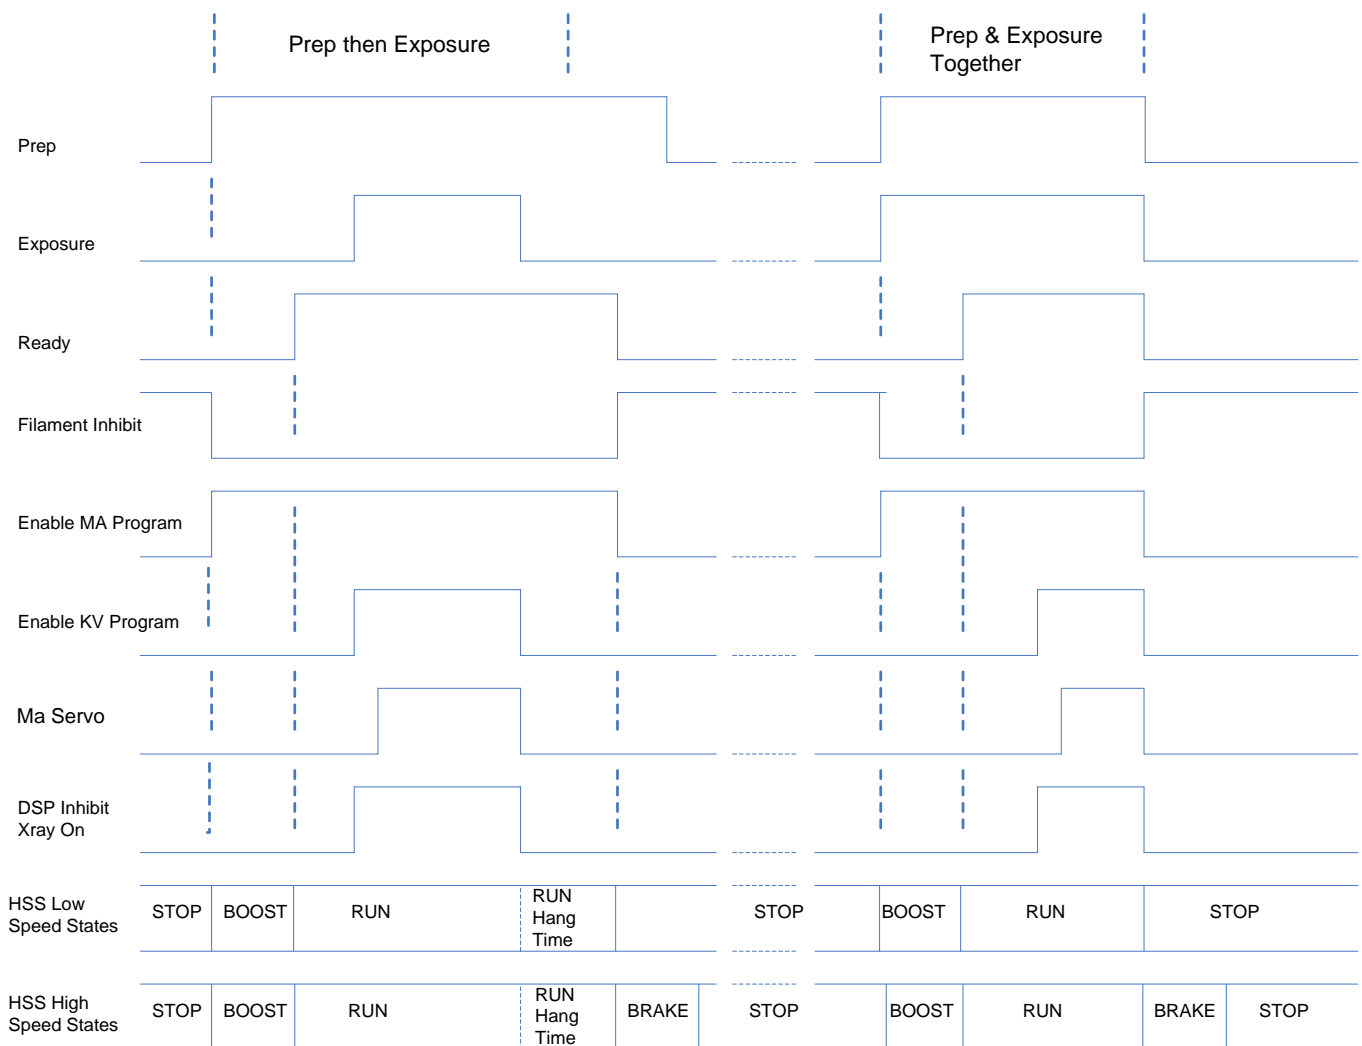 Prep then Exposure
Prep & Exposure
Together
Prep
Exposure
Ready
Filament Inhibit
Enable MA Program
Enable KV Program
Ma Servo
DSP Inhibit
Xray On
HSS Low
Speed States
STOP
BOOST
RUN
RUN
Hang
Time
STOP
BOOST
RUN
STOP
HSS High
Speed States
STOP
BOOST
RUN
RUN
Hang
Time
BRAKE
STOP
BOOST
RUN
BRAKE
STOP